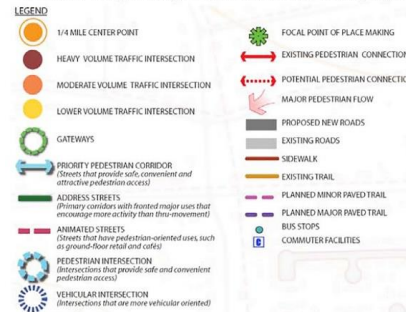 LEGEND
1/4 MILE CENTER POINT
HEAVY VOLUME TRAFFIC INTERSECTION
MODERATE VOLUME TRAFFIC INTERSECTION
LOWER VOLUME TRAFFIC INTERSECTION
GATEWAYS
PRIORITY PEDESTRIAN CORRIDOR
(Streets that provide safe, convenient and
attractive pedestrian access)
ADDRESS STREETS
(Primary corridors with fronted major uses that
encourage more activity than thru-movement)
ANIMATED STREETS
(Streets that have pedestrian-oriented uses, such
as ground-floor retail and cafés)
PEDESTRIAN INTERSECTION
(Intersections that provide safe and convenient
pedestrian access)
VEHICULAR INTERSECTION
(Intersections that are more vehicular oriented)
FOCAL POINT OF PLACE MAKING
EXISTING PEDESTRIAN CONNECTION
POTENTIAL PEDESTRIAN CONNECTIO
MAJOR PEDESTRIAN FLOW
PROPOSED NEW ROADS
EXISTING ROADS
SIDEWALK
EXISTING TRAIL
PLANNED MINOR PAVED TRAIL
PLANNED MAJOR PAVED TRAIL
BUS STOPS
COMMUTER FACILITIES